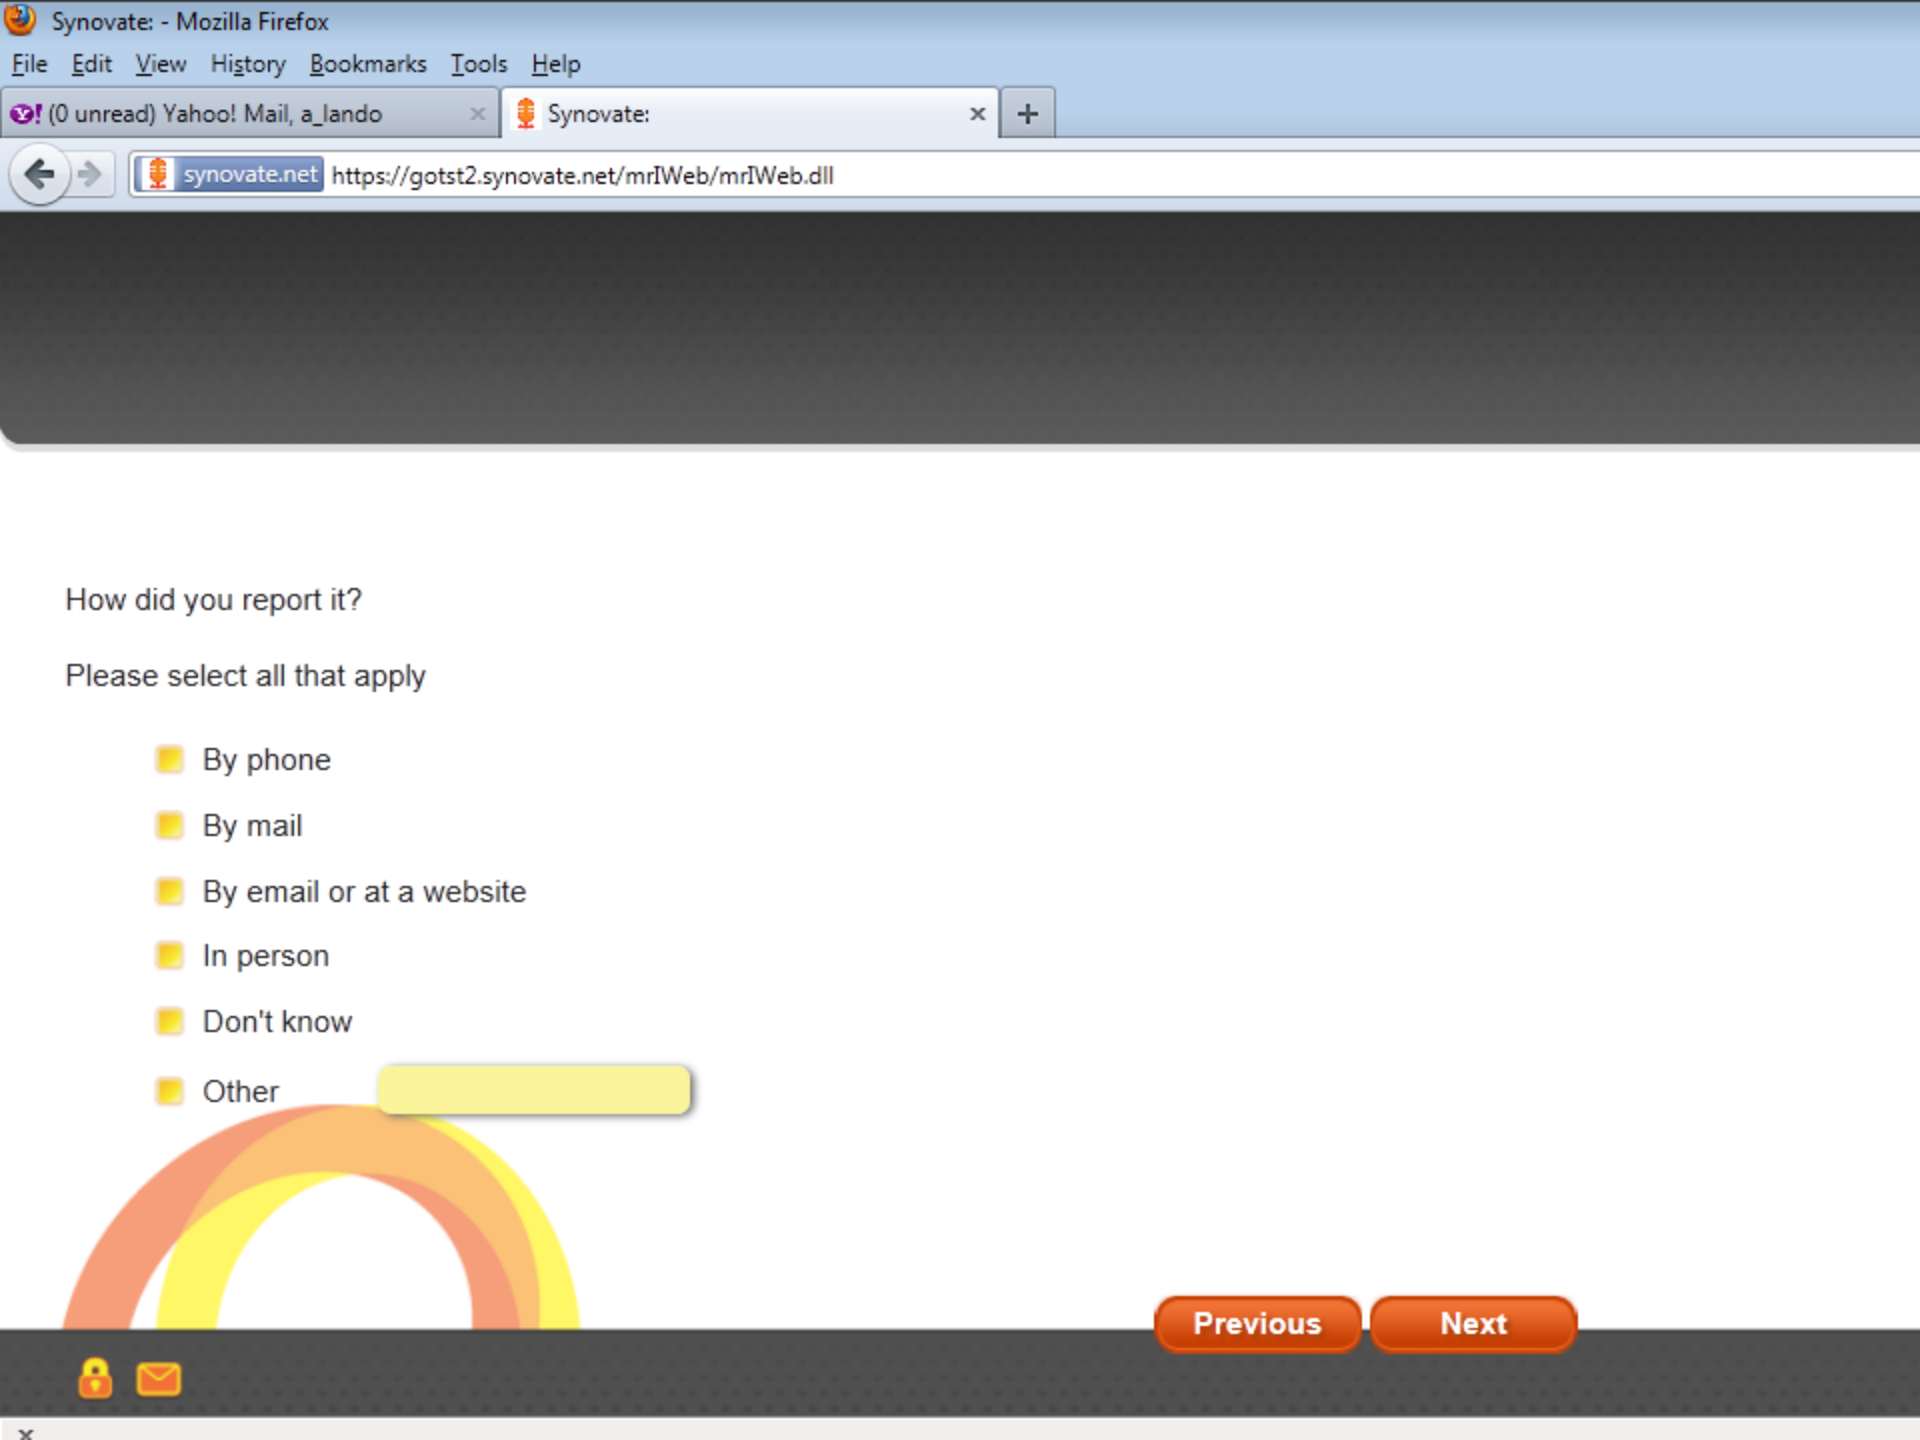 Synovate: - Mozilla Firefox
File Edit View History Bookmarks Tools Help
Y! (0 unread) Yahoo! Mail, a_lando × Synovate: × +
synovate.net https://gotst2.synovate.net/mrIWeb/mrIWeb.dll
How did you report it?
Please select all that apply
By phone
By mail
By email or at a website
In person
Don't know
Other
Previous Next
×